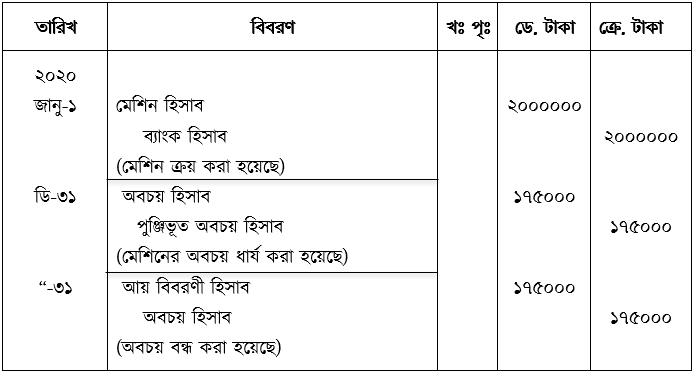 তারিখ বিবরণ খঃ পৃঃ ডে. টাকা ক্রে. টাকা
২০২০
জানু-১ মেশিন হিসাব ২০০০০০০
ব্যাংক হিসাব ২০০০০০০
(মেশিন ক্রয় করা হয়েছে)
ডি-৩১ অবচয় হিসাব ১৭৫০০০
পুঞ্জিভূত অবচয় হিসাব ১৭৫০০০
(মেশিনের অবচয় ধার্য করা হয়েছে)
“-৩১ আয় বিবরণী হিসাব ১৭৫০০০
অবচয় হিসাব ১৭৫০০০
(অবচয় বন্ধ করা হয়েছে)